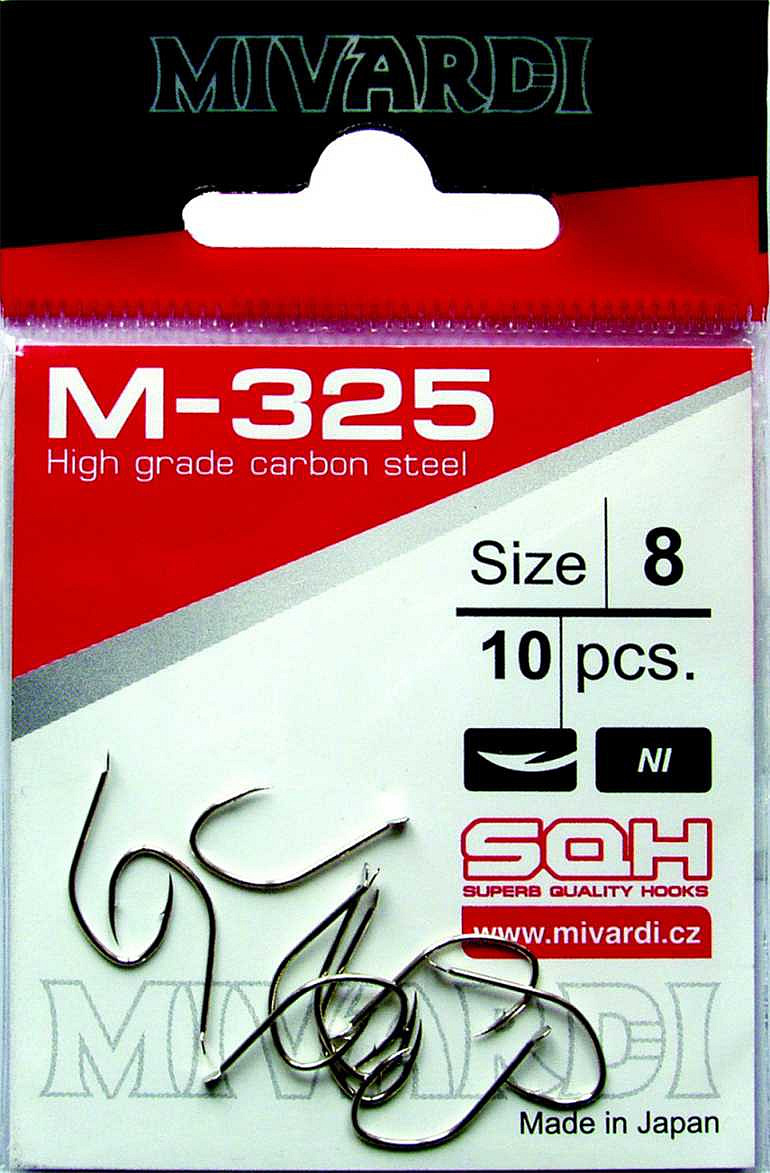 MIVARDI
M-325
High grade carbon steel
Size 8
10 pcs.
NI
SQH
SUPERB QUALITY HOOKS
www.mivardi.cz
MIVARDI
Made in Japan